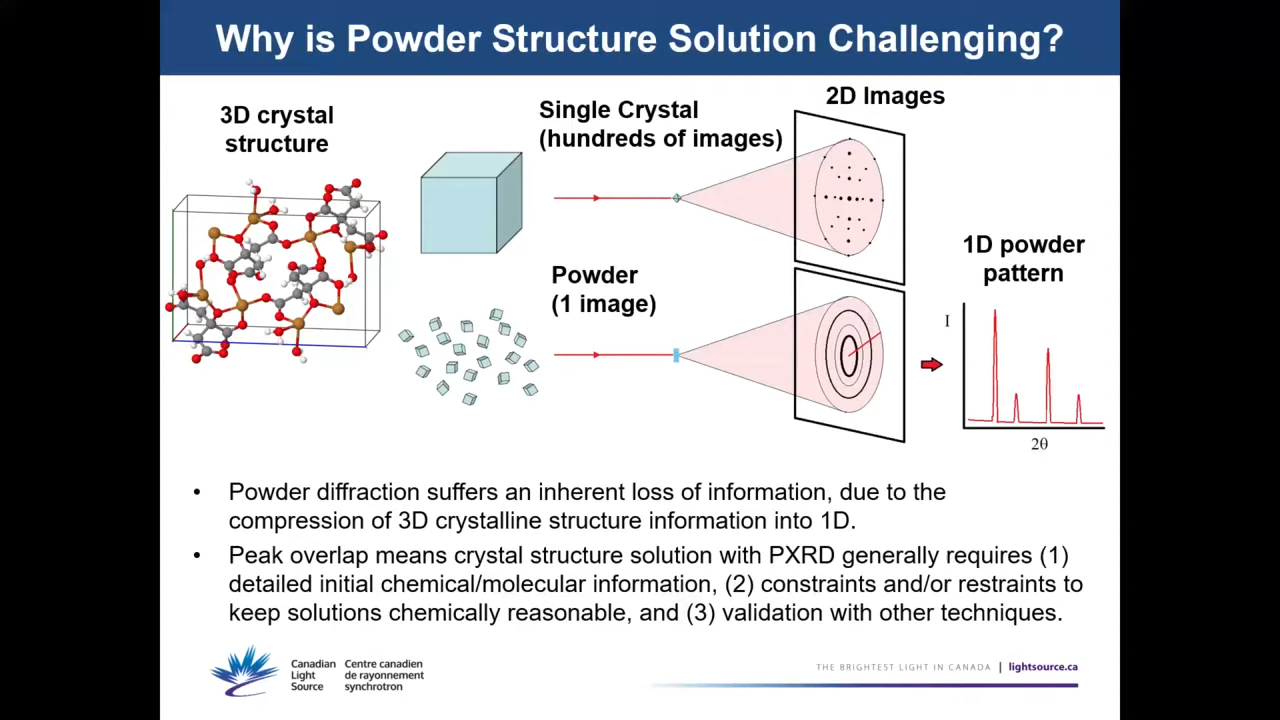 Why is Powder Structure Solution Challenging?
3D crystal
structure
Single Crystal
(hundreds of images)
2D Images
Powder
(1 image)
1D powder
pattern
I
2θ
• Powder diffraction suffers an inherent loss of information, due to the
compression of 3D crystalline structure information into 1D.
• Peak overlap means crystal structure solution with PXRD generally requires (1)
detailed initial chemical/molecular information, (2) constraints and/or restraints to
keep solutions chemically reasonable, and (3) validation with other techniques.
Canadian
Light
Source
Centre canadien
de rayonnement
synchrotron
THE BRIGHTEST LIGHT IN CANADA | lightsource.ca